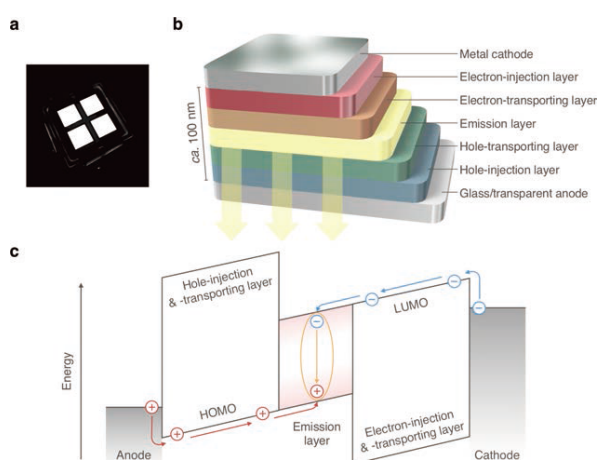 a
b
Metal cathode
Electron-injection layer
Electron-transporting layer
Emission layer
Hole-transporting layer
Hole-injection layer
Glass/transparent anode
ca. 100 nm
c
Energy
Hole-injection
& -transporting layer
LUMO
HOMO
Emission
layer
Electron-injection
& -transporting layer
Anode
Cathode